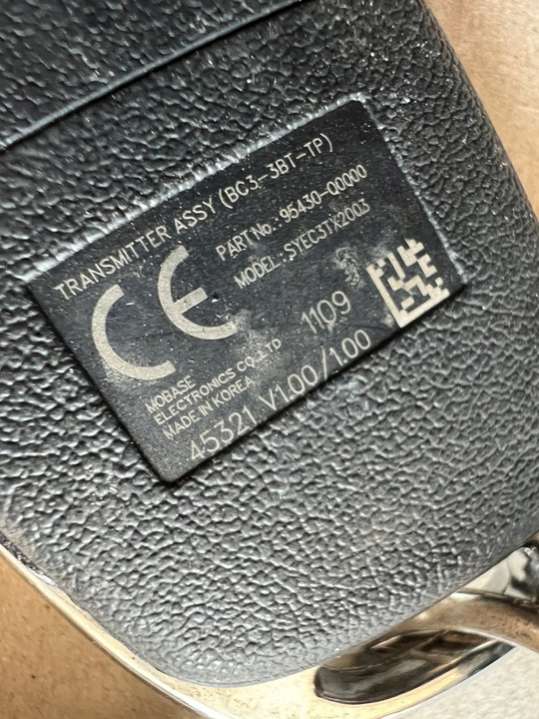 TRANSMITTER ASSY (BC3-3BT-TP)
PART No.: 95430-Q0000
MODEL: SYEC3TX2003
CE
MOBASE
ELECTRONICS CO.,LTD
MADE IN KOREA
1109
45321 V1.00/1.00